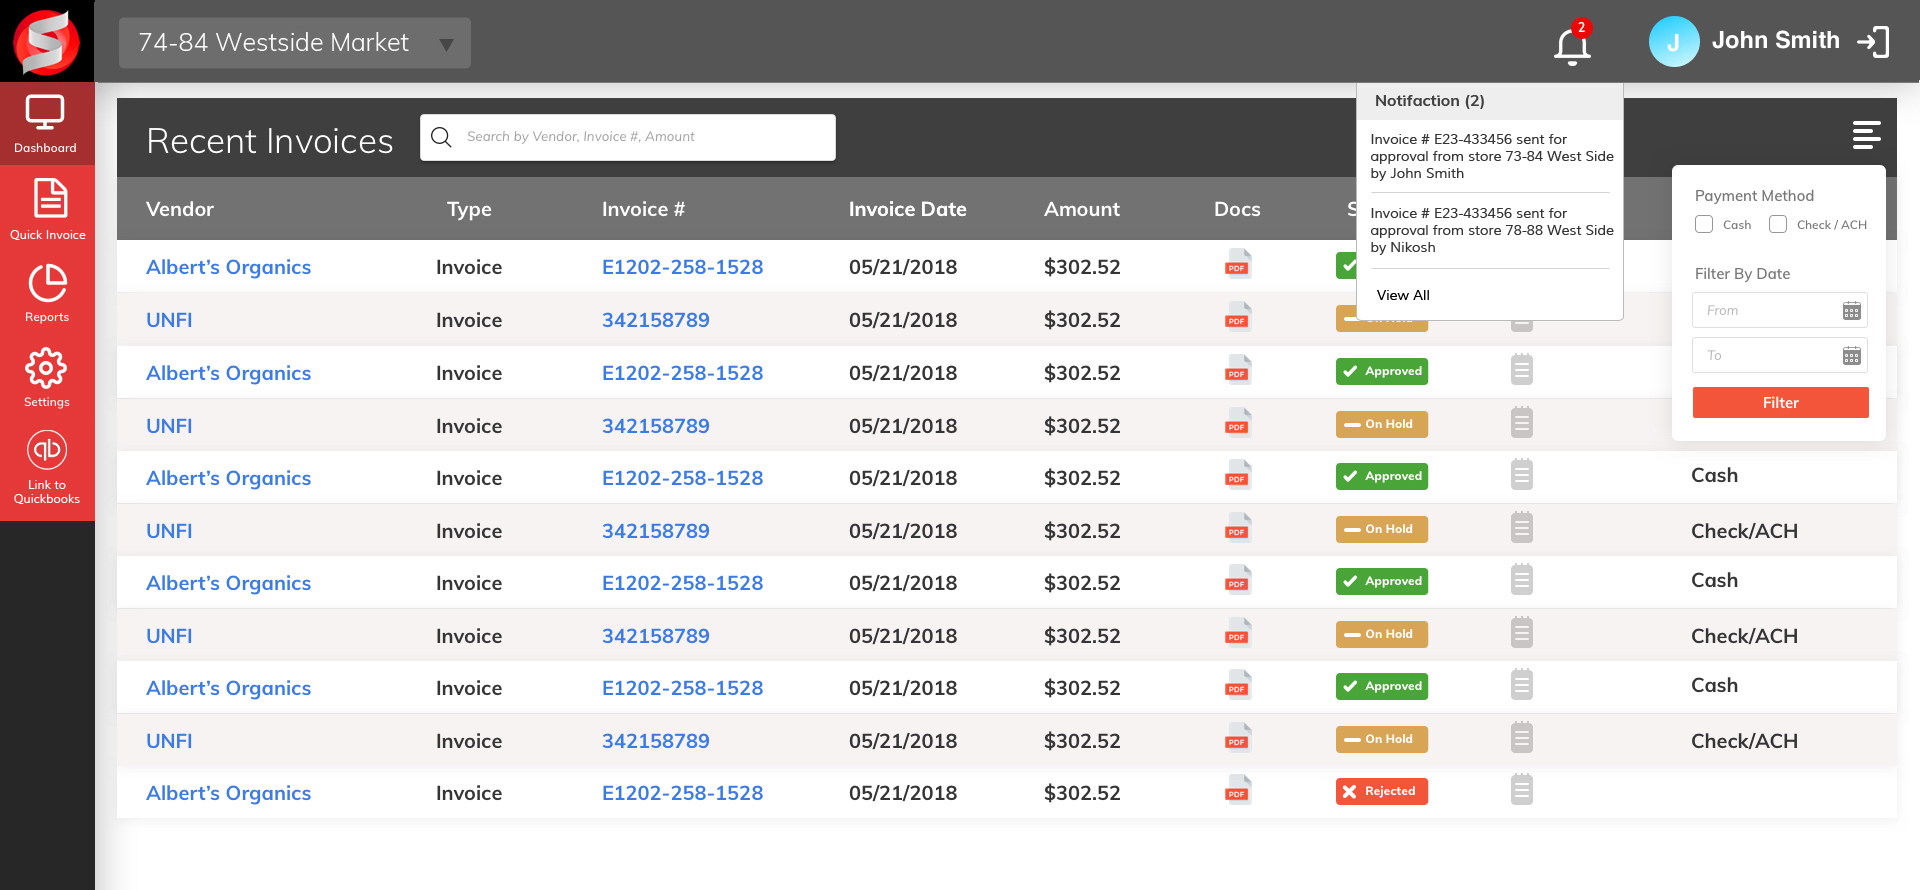 74-84 Westside Market
2
J
John Smith
Dashboard
Quick Invoice
Reports
Settings
qb
Link to
Quickbooks
Recent Invoices
Search by Vendor, Invoice #, Amount
Notifaction (2)
Invoice # E23-433456 sent for
approval from store 73-84 West Side
by John Smith
Invoice # E23-433456 sent for
approval from store 78-88 West Side
by Nikosh
View All
Payment Method
Cash Check / ACH
Filter By Date
From
To
Filter
Vendor Type Invoice # Invoice Date Amount Docs
Albert’s Organics Invoice E1202-258-1528 05/21/2018 $302.52 PDF
UNFI Invoice 342158789 05/21/2018 $302.52 PDF On Hold
Albert’s Organics Invoice E1202-258-1528 05/21/2018 $302.52 PDF Approved
UNFI Invoice 342158789 05/21/2018 $302.52 PDF On Hold
Albert’s Organics Invoice E1202-258-1528 05/21/2018 $302.52 PDF Approved Cash
UNFI Invoice 342158789 05/21/2018 $302.52 PDF On Hold Check/ACH
Albert’s Organics Invoice E1202-258-1528 05/21/2018 $302.52 PDF Approved Cash
UNFI Invoice 342158789 05/21/2018 $302.52 PDF On Hold Check/ACH
Albert’s Organics Invoice E1202-258-1528 05/21/2018 $302.52 PDF Approved Cash
UNFI Invoice 342158789 05/21/2018 $302.52 PDF On Hold Check/ACH
Albert’s Organics Invoice E1202-258-1528 05/21/2018 $302.52 PDF Rejected